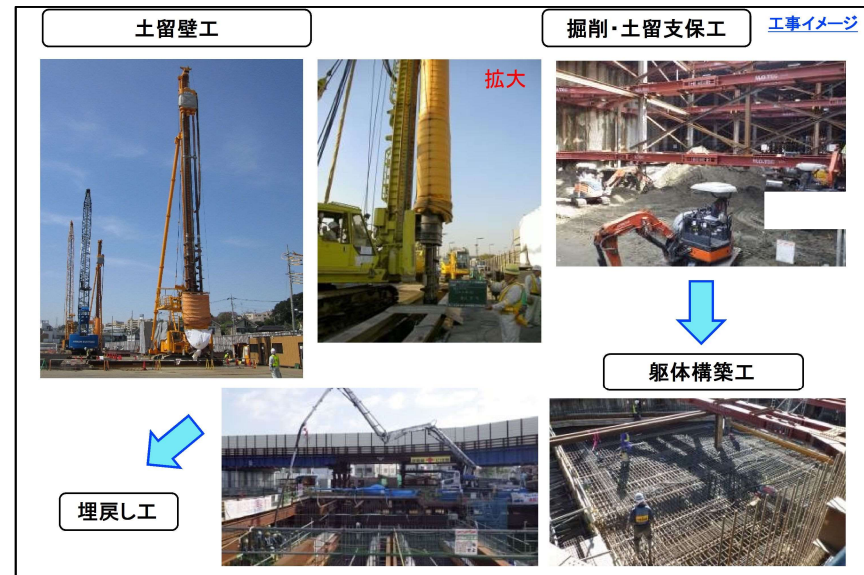 土留壁工
掘削・土留支保工
工事イメージ
拡大
躯体構築工
埋戻し工